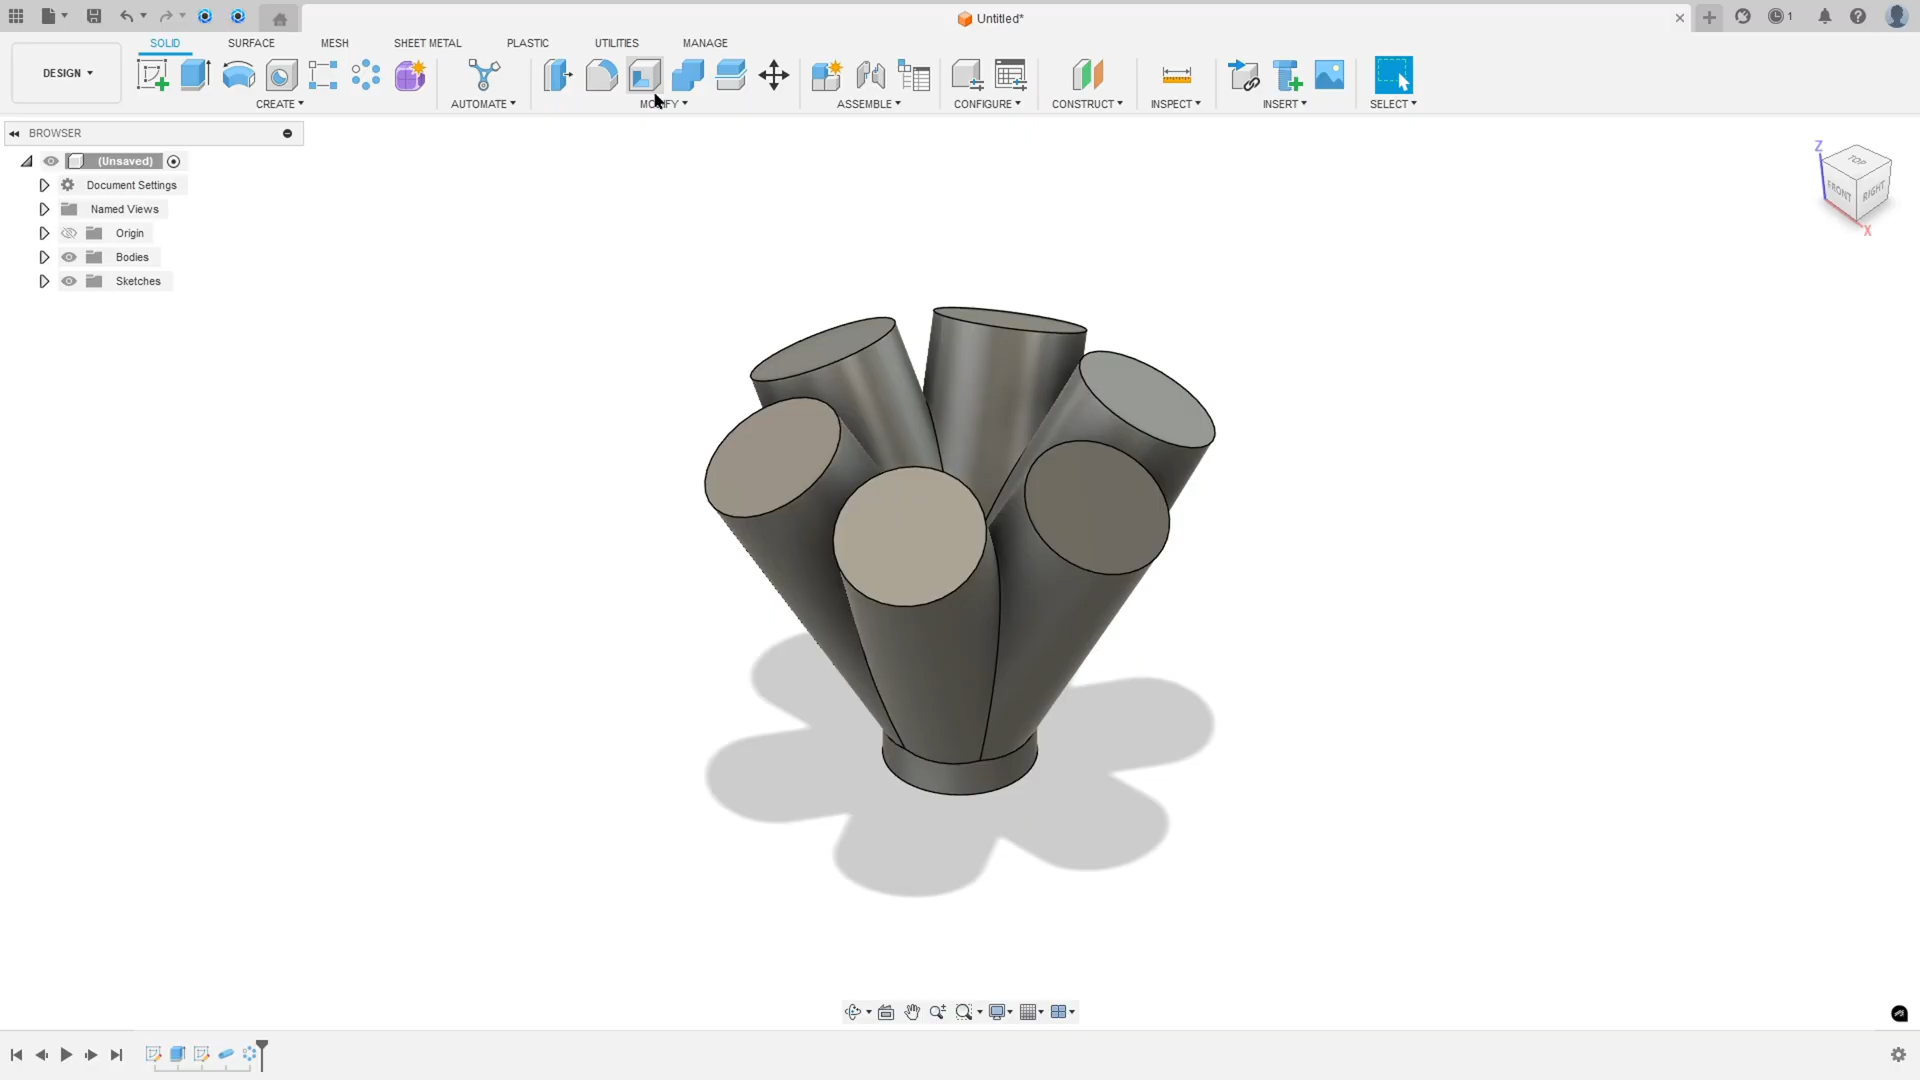 Untitled*
1
DESIGN
SOLID
SURFACE
MESH
SHEET METAL
PLASTIC
UTILITIES
MANAGE
CREATE
AUTOMATE
MODIFY
ASSEMBLE
CONFIGURE
CONSTRUCT
INSPECT
INSERT
SELECT
BROWSER
(Unsaved)
Document Settings
Named Views
Origin
Bodies
Sketches
Z
TOP
FRONT
RIGHT
X